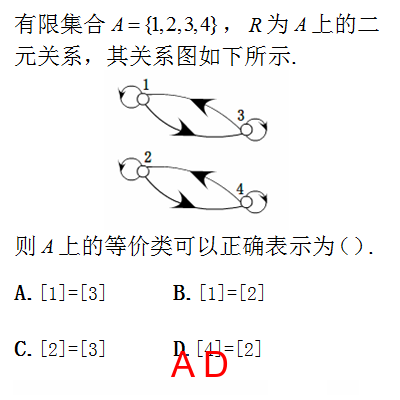 有限集合 A={1,2,3,4}，R 为 A 上的二
元关系，其关系图如下所示.
1
3
2
4
则 A 上的等价类可以正确表示为().
A. [1]=[3] B. [1]=[2]
C. [2]=[3] D. [4]=[2]
A D